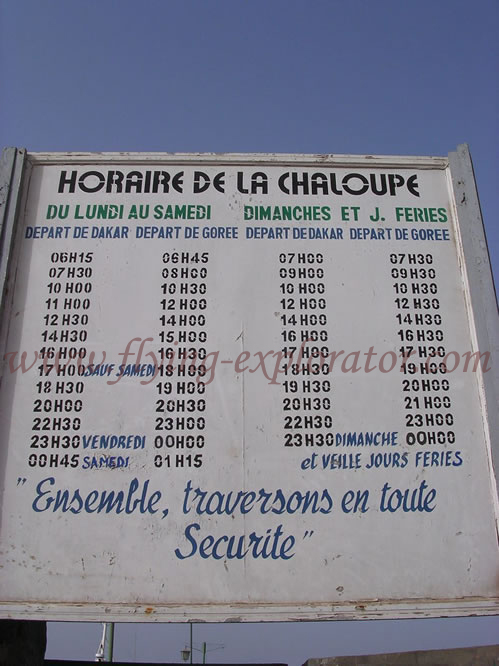 HORAIRE DE LA CHALOUPE
DU LUNDI AU SAMEDI DIMANCHES ET J. FERIES
DEPART DE DAKAR DEPART DE GOREE DEPART DE DAKAR DEPART DE GOREE
06H15 06H45 07H00 07H30
07H30 08H00 09H00 09H30
10H00 10H30 10H00 10H30
11H00 12H00 12H00 12H30
12H30 14H00 14H00 14H30
14H30 15H00 16H00 16H30
16H00 16H30 17H00 17H30
17H00 SAUF SAMEDI 18H00 18H30 19H00
18H30 19H00 19H30 20H00
20H00 20H30 20H30 21H00
22H30 23H00 22H30 23H00
23H30 VENDREDI 00H00 23H30 DIMANCHE 00H00
00H45 SAMEDI 01H15 et VEILLE JOURS FERIES
"Ensemble, traversons en toute
Securite"
www.flying-explorator.com